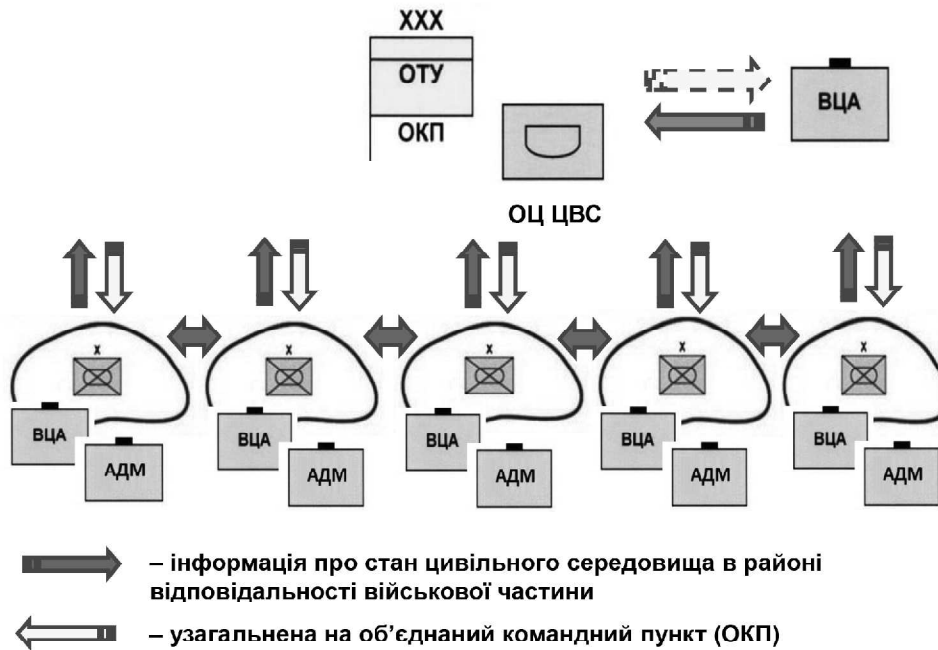 XXX
ОТУ
ОКП
ВЦА
ОЦ ЦВС
х
х
х
х
х
ВЦА
АДМ
ВЦА
АДМ
ВЦА
АДМ
ВЦА
АДМ
ВЦА
АДМ
– інформація про стан цивільного середовища в районі
відповідальності військової частини
– узагальнена на об’єднаний командний пункт (ОКП)